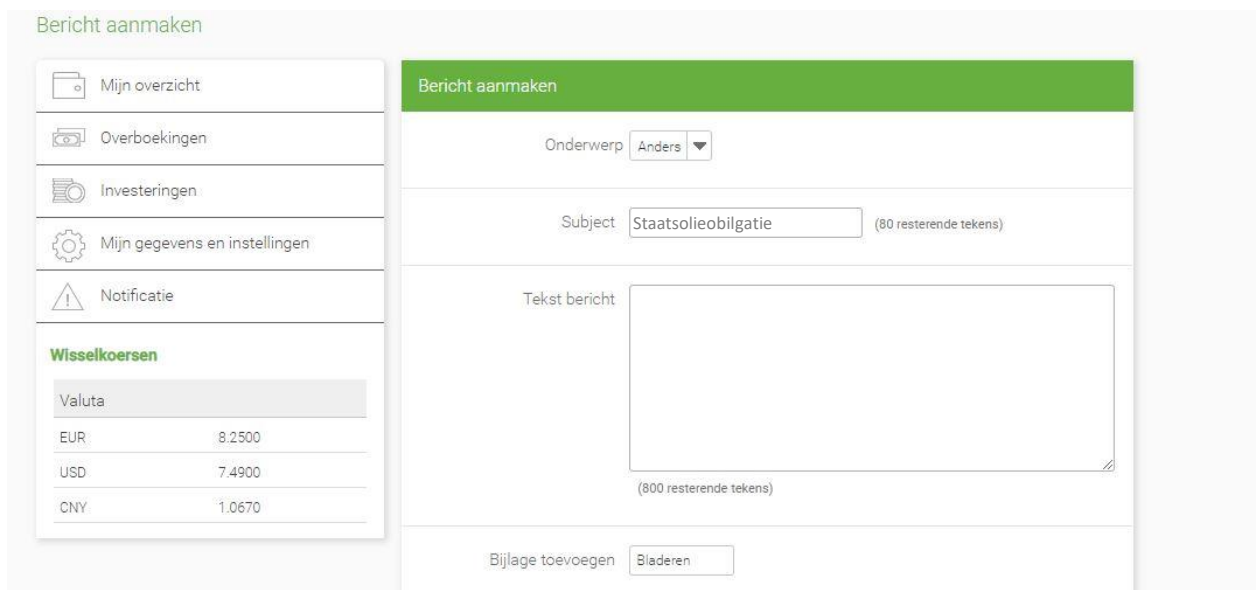 Bericht aanmaken
Mijn overzicht
Overboekingen
Investeringen
Mijn gegevens en instellingen
Notificatie
Wisselkoersen
Valuta
EUR 8.2500
USD 7.4900
CNY 1.0670
Bericht aanmaken
Onderwerp Anders
Subject Staatsolieobilgatie (80 resterende tekens)
Tekst bericht
(800 resterende tekens)
Bijlage toevoegen Bladeren